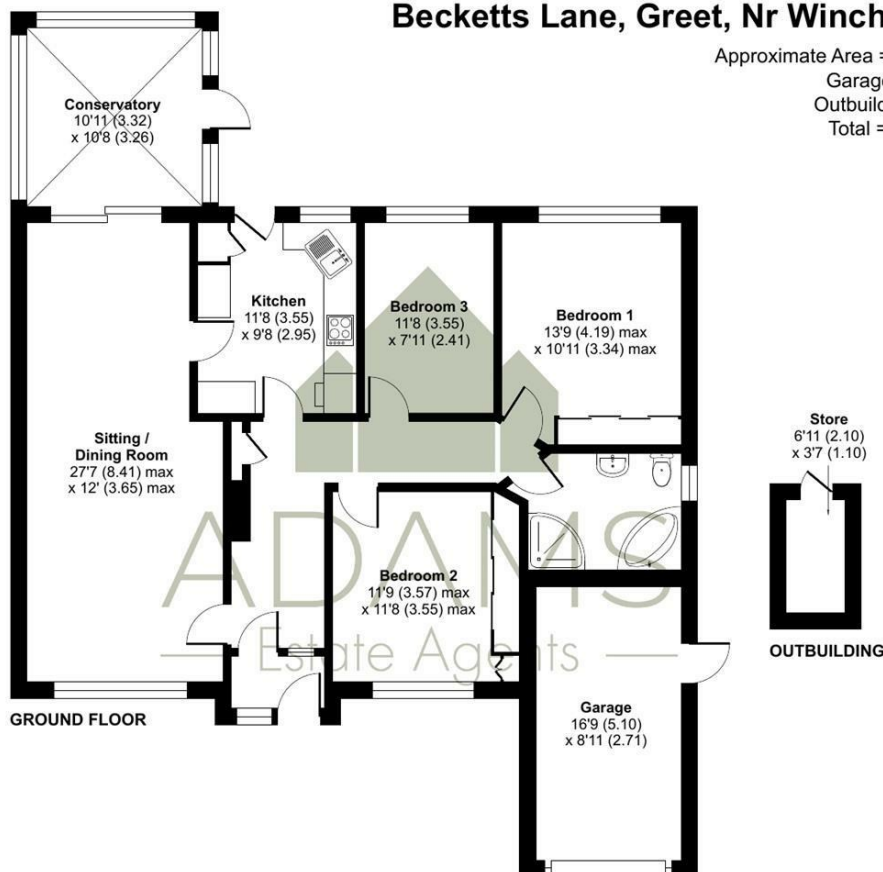 Becketts Lane, Greet, Nr Winch
Approximate Area =
Garage
Outbuild
Total =
Conservatory
10'11 (3.32)
x 10'8 (3.26)
Kitchen
11'8 (3.55)
x 9'8 (2.95)
Bedroom 3
11'8 (3.55)
x 7'11 (2.41)
Bedroom 1
13'9 (4.19) max
x 10'11 (3.34) max
Sitting /
Dining Room
27'7 (8.41) max
x 12' (3.65) max
Store
6'11 (2.10)
x 3'7 (1.10)
ADAMS
Estate Agents
Bedroom 2
11'9 (3.57) max
x 11'8 (3.55) max
OUTBUILDING
Garage
16'9 (5.10)
x 8'11 (2.71)
GROUND FLOOR